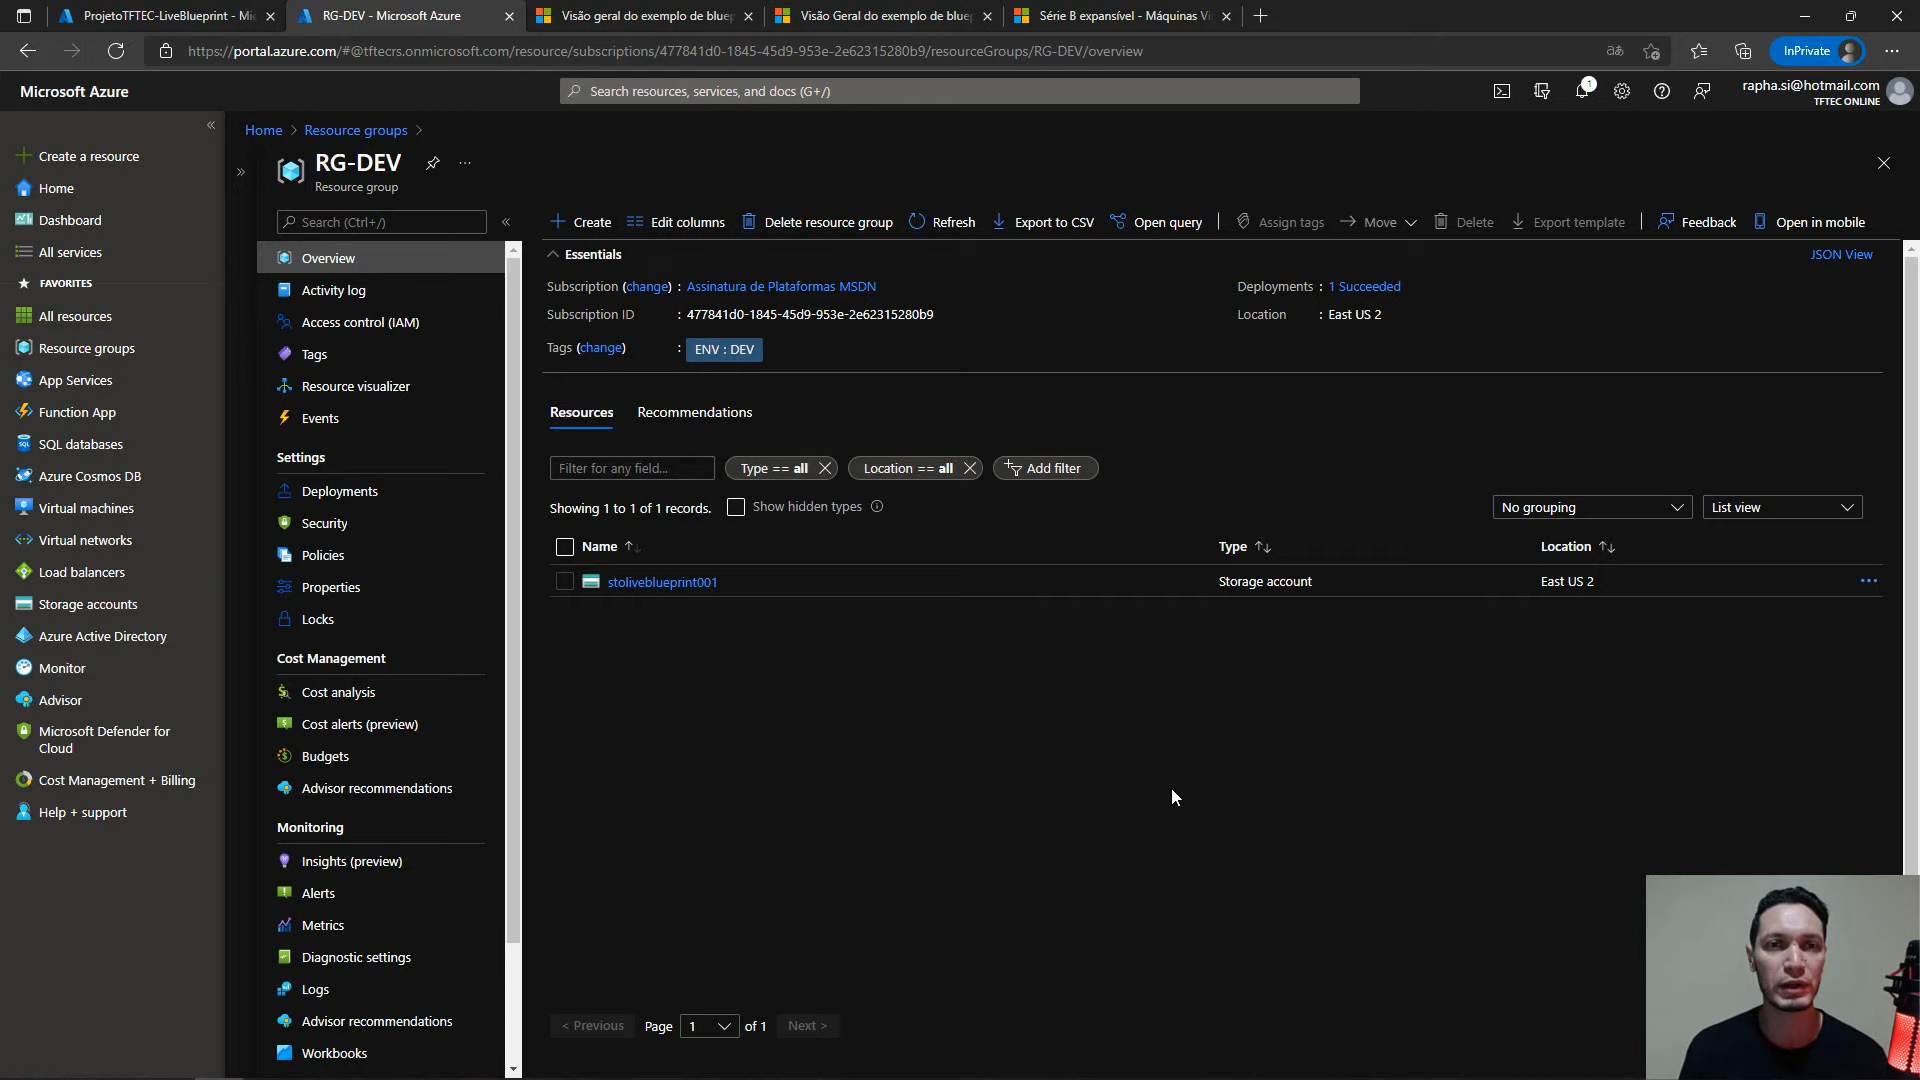 ProjetoTFTEC-LiveBlueprint - Mi
RG-DEV - Microsoft Azure
Visão geral do exemplo de bluep
Visão Geral do exemplo de bluep
Série B expansível - Máquinas Vi
https://portal.azure.com/#@tftecrs.onmicrosoft.com/resource/subscriptions/477841d0-1845-45d9-953e-2e62315280b9/resourceGroups/RG-DEV/overview
InPrivate
Microsoft Azure
Search resources, services, and docs (G+/)
1
rapha.si@hotmail.com
TFTEC ONLINE
Create a resource
Home
Dashboard
All services
FAVORITES
All resources
Resource groups
App Services
Function App
SQL databases
Azure Cosmos DB
Virtual machines
Virtual networks
Load balancers
Storage accounts
Azure Active Directory
Monitor
Advisor
Microsoft Defender for
Cloud
Cost Management + Billing
Help + support
Home > Resource groups >
RG-DEV
Resource group
Search (Ctrl+/)
Overview
Activity log
Access control (IAM)
Tags
Resource visualizer
Events
Settings
Deployments
Security
Policies
Properties
Locks
Cost Management
Cost analysis
Cost alerts (preview)
Budgets
Advisor recommendations
Monitoring
Insights (preview)
Alerts
Metrics
Diagnostic settings
Logs
Advisor recommendations
Workbooks
Create Edit columns Delete resource group Refresh Export to CSV Open query Assign tags Move Delete Export template Feedback Open in mobile
Essentials
JSON View
Subscription (change) : Assinatura de Plataformas MSDN
Deployments : 1 Succeeded
Subscription ID : 477841d0-1845-45d9-953e-2e62315280b9
Location : East US 2
Tags (change) : ENV : DEV
Resources Recommendations
Filter for any field...
Type == all
Location == all
Add filter
Showing 1 to 1 of 1 records.
Show hidden types
No grouping
List view
Name Type Location
stoliveblueprint001 Storage account East US 2
< Previous Page 1 of 1 Next >